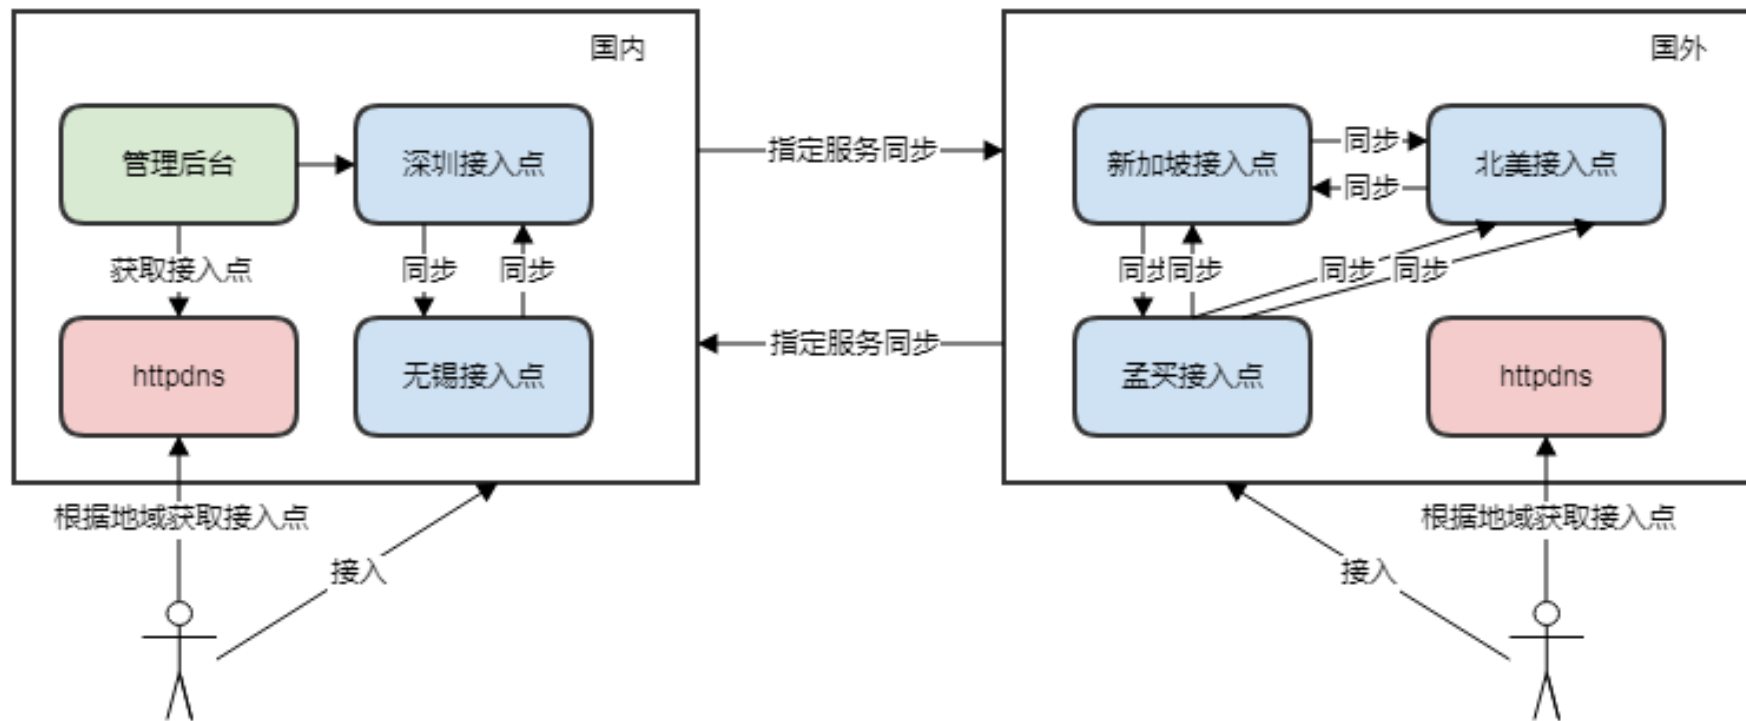 国内
国外
管理后台
深圳接入点
指定服务同步
新加坡接入点
同步
同步
北美接入点
获取接入点
同步
同步
同步
同步
同步
同步
指定服务同步
httpdns
无锡接入点
孟买接入点
httpdns
根据地域获取接入点
根据地域获取接入点
接入
接入